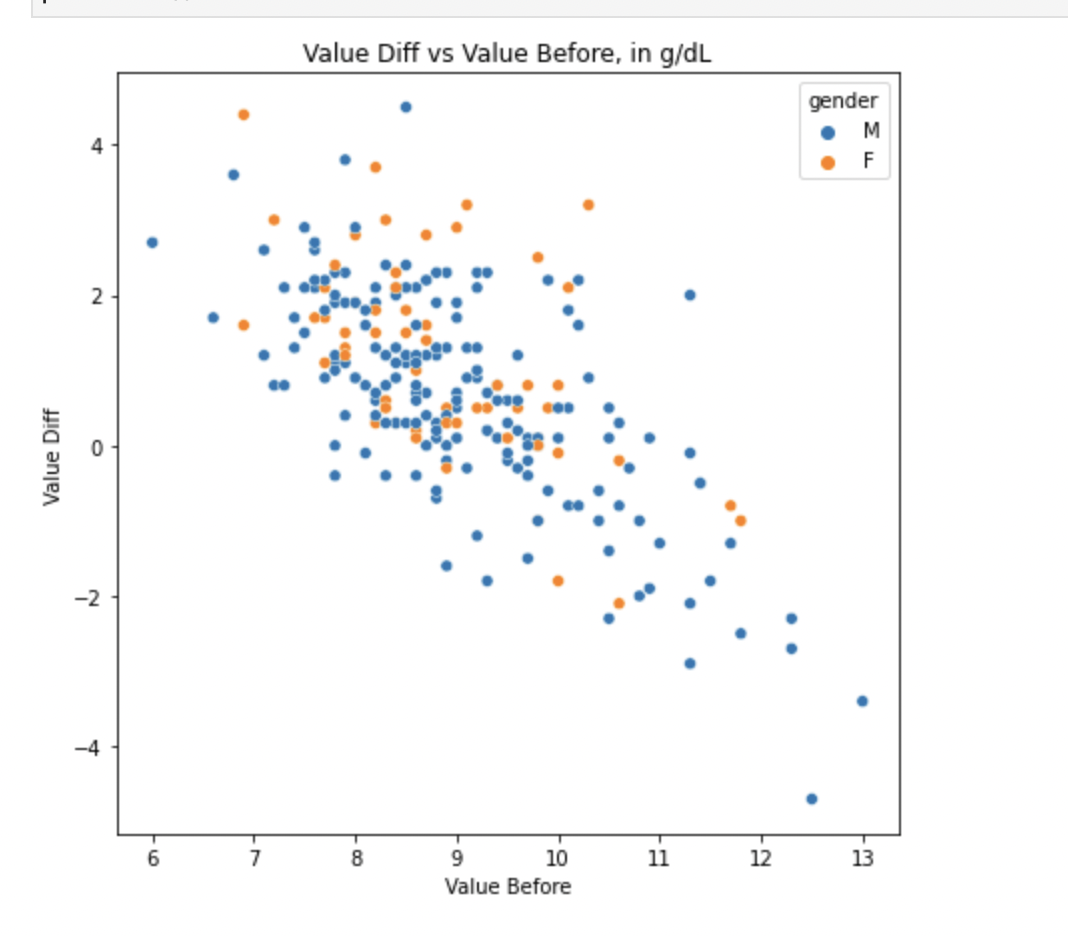 Value Diff vs Value Before, in g/dL
gender
M
F
4
2
0
−2
−4
Value Diff
6 7 8 9 10 11 12 13
Value Before